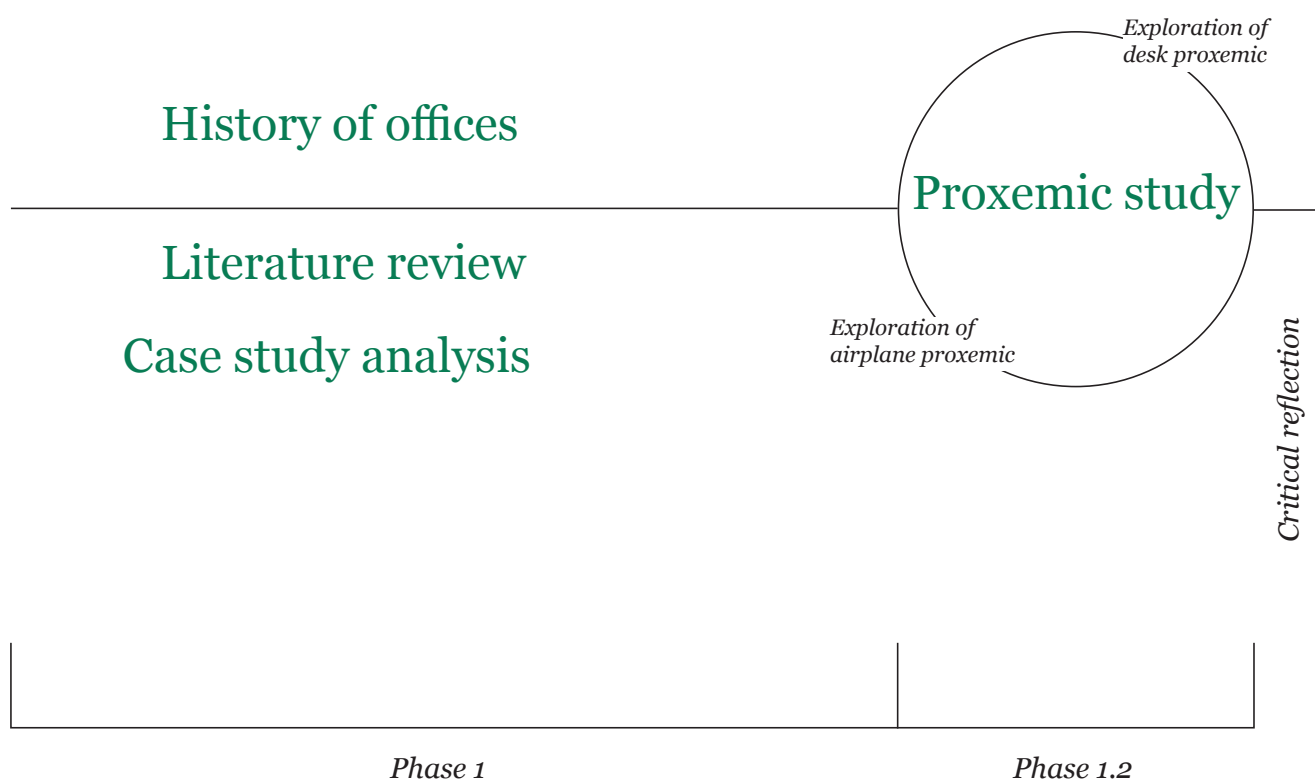 Exploration of
desk proxemic
History of offices
Proxemic study
Literature review
Exploration of
airplane proxemic
Case study analysis
Critical reflection
Phase 1
Phase 1.2